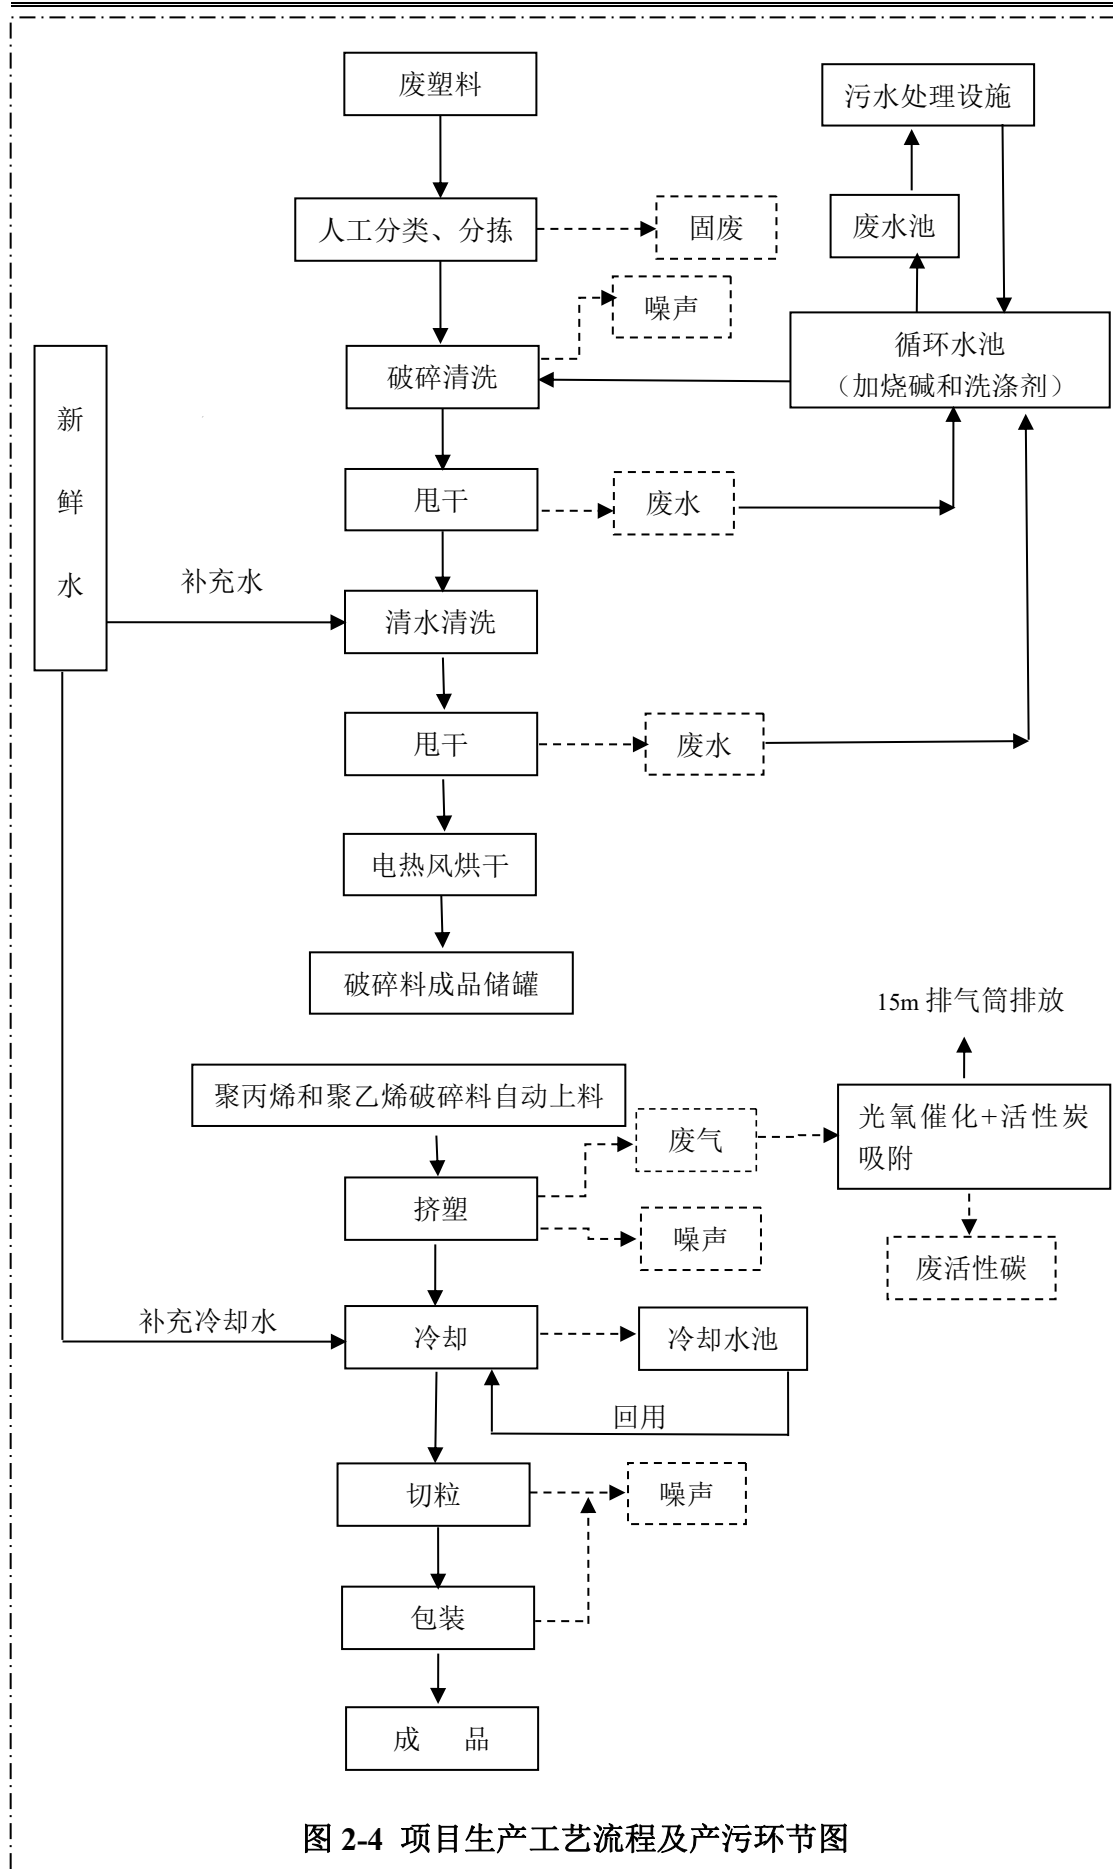 废塑料
污水处理设施
人工分类、分拣
固废
废水池
噪声
循环水池
（加烧碱和洗涤剂）
破碎清洗
新
鲜
水
甩干
废水
补充水
清水清洗
甩干
废水
电热风烘干
破碎料成品储罐
15m 排气筒排放
聚丙烯和聚乙烯破碎料自动上料
废气
光氧催化+活性炭
吸附
挤塑
噪声
废活性碳
补充冷却水
冷却
冷却水池
回用
切粒
噪声
包装
成 品
图 2-4 项目生产工艺流程及产污环节图